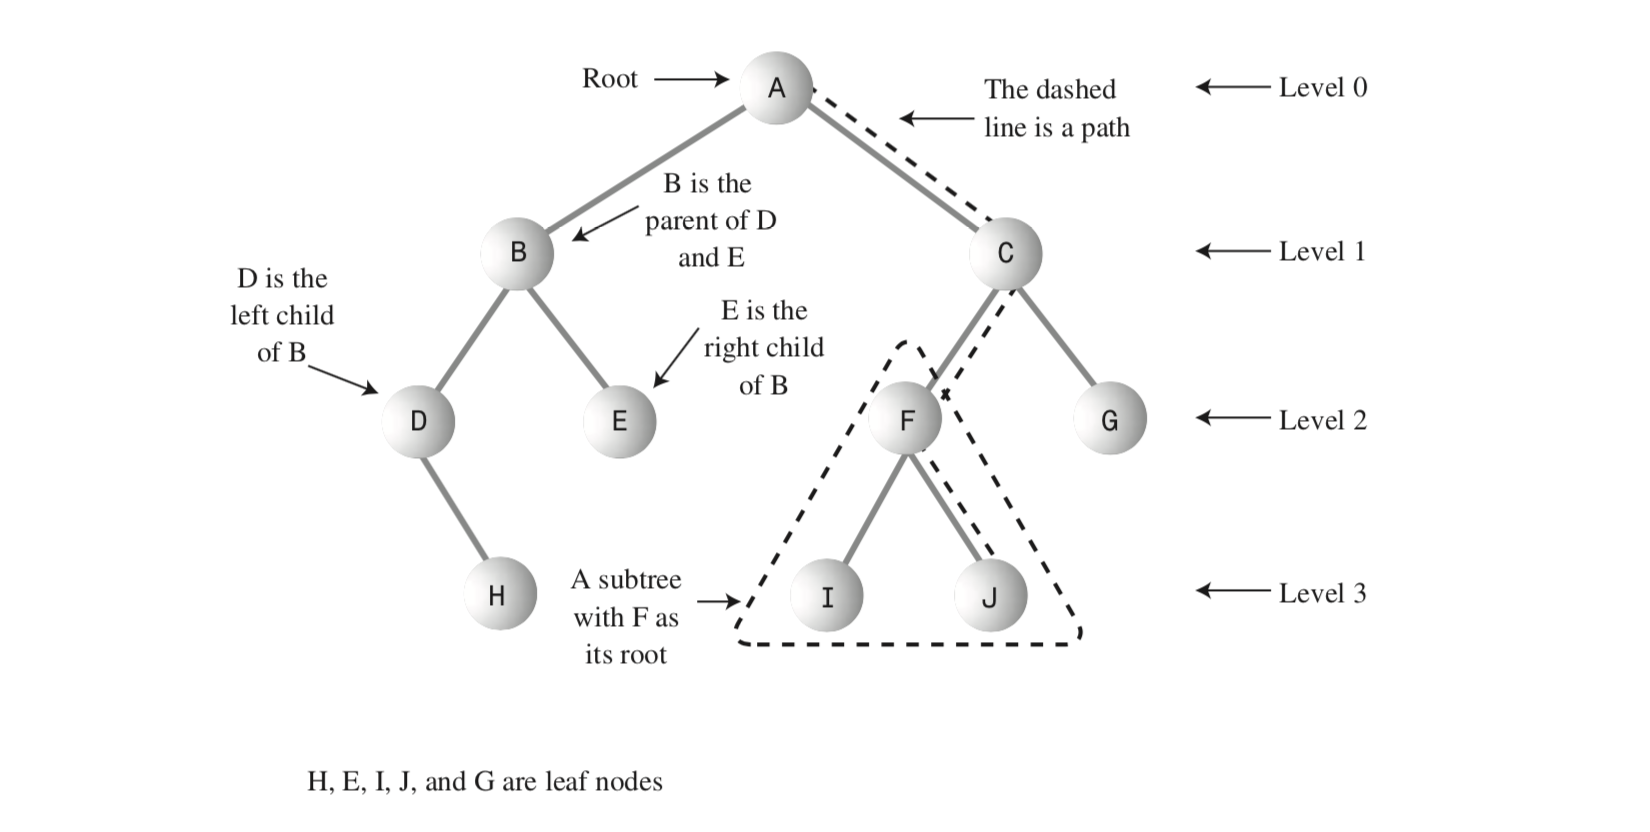 Root
A
The dashed
line is a path
Level 0
B is the
parent of D
and E
B
C
Level 1
D is the
left child
of B
E is the
right child
of B
D
E
F
G
Level 2
H
A subtree
with F as
its root
I
J
Level 3
H, E, I, J, and G are leaf nodes